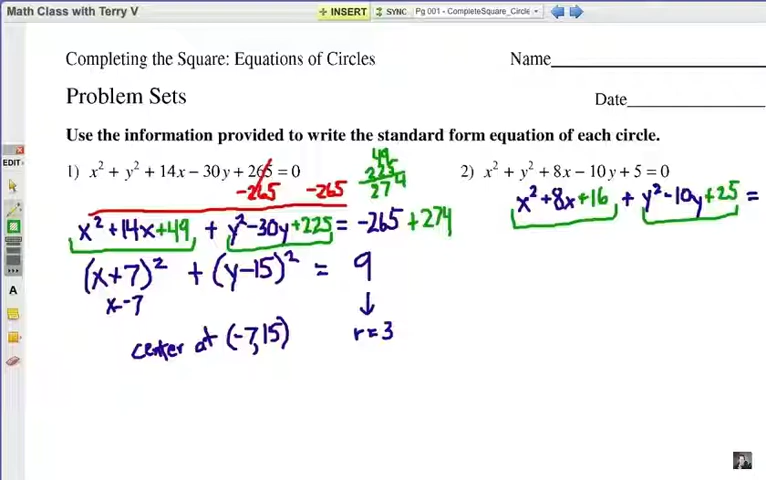 Math Class with Terry V
+ INSERT
SYNC
Pg 001 - CompleteSquare_Circle
Completing the Square: Equations of Circles
Name
Problem Sets
Date
Use the information provided to write the standard form equation of each circle.
EDIT
1) x² + y² + 14x − 30y + 265 = 0
-265 -265
49
225
274
x²+14x+49 + y²-30y+225 = -265+274
(x+7)² + (y-15)² = 9
x--7
center at (-7,15)
r=3
2) x² + y² + 8x − 10y + 5 = 0
x²+8x+16 + y²-10y+25 =
A